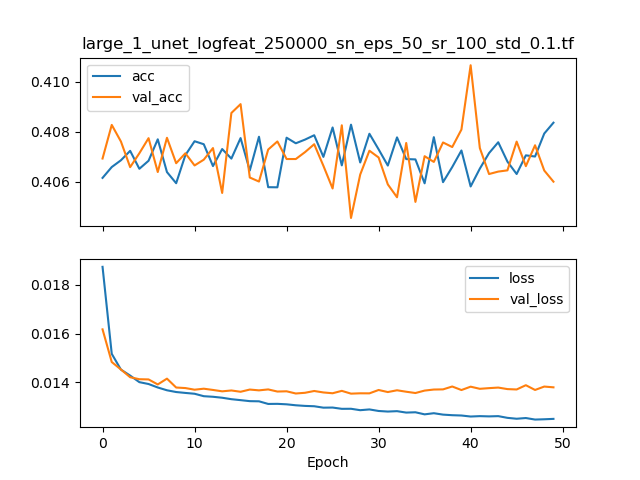 large_1_unet_logfeat_250000_sn_eps_50_sr_100_std_0.1.tf
acc
val_acc
0.410
0.408
0.406
loss
val_loss
0.018
0.016
0.014
0 10 20 30 40 50
Epoch